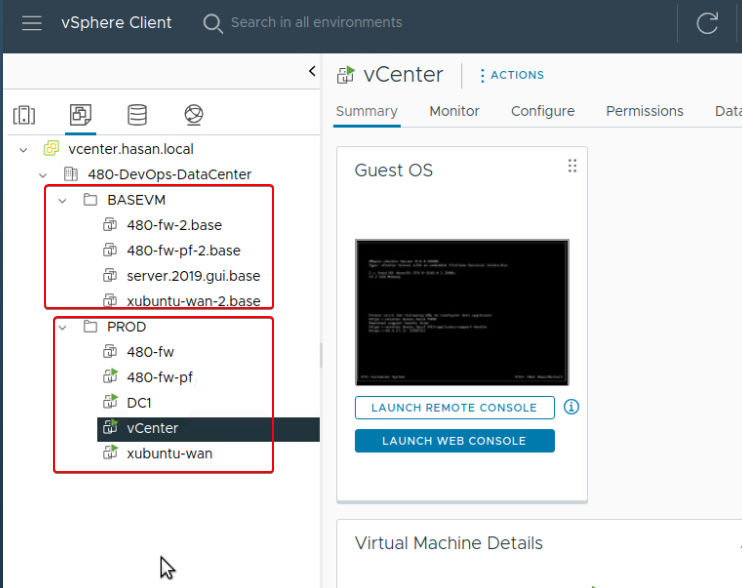 vSphere Client
Search in all environments
vCenter
ACTIONS
Summary Monitor Configure Permissions Data
vcenter.hasan.local
480-DevOps-DataCenter
BASEVM
480-fw-2.base
480-fw-pf-2.base
server.2019.gui.base
xubuntu-wan-2.base
PROD
480-fw
480-fw-pf
DC1
vCenter
xubuntu-wan
Guest OS
LAUNCH REMOTE CONSOLE
LAUNCH WEB CONSOLE
Virtual Machine Details